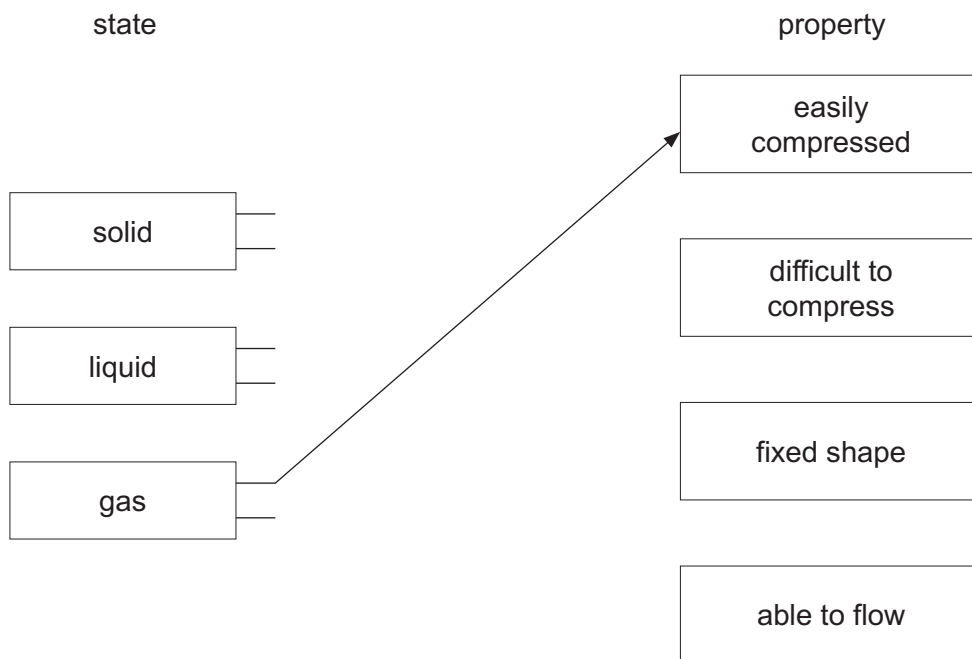 state
property
easily
compressed
solid
difficult to
compress
liquid
fixed shape
gas
able to flow